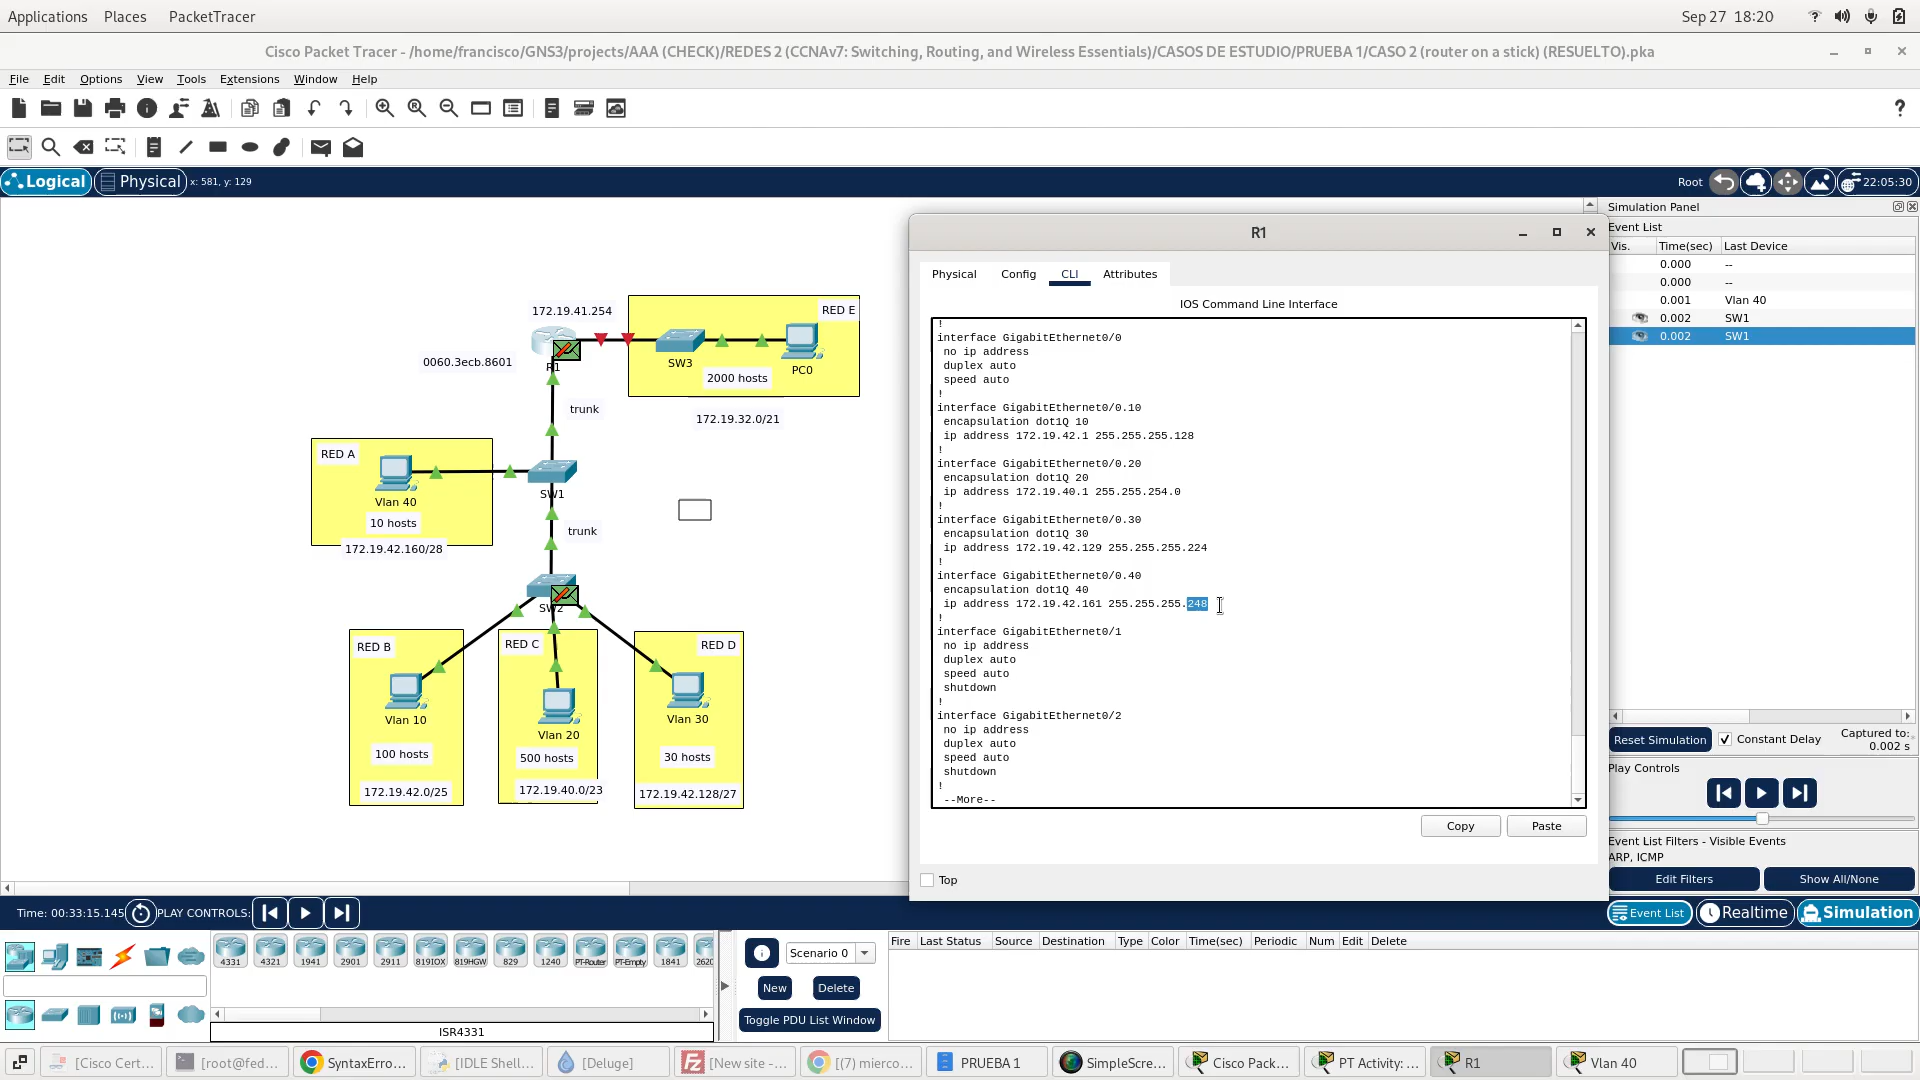 Applications Places PacketTracer Sep 27 18:20
Cisco Packet Tracer - /home/francisco/GNS3/projects/AAA (CHECK)/REDES 2 (CCNAv7: Switching, Routing, and Wireless Essentials)/CASOS DE ESTUDIO/PRUEBA 1/CASO 2 (router on a stick) (RESUELTO).pka
File Edit Options View Tools Extensions Window Help
Logical Physical x: 581, y: 129 Root 22:05:30
172.19.41.254
RED E
0060.3ecb.8601
R1
SW3
PC0
2000 hosts
trunk
172.19.32.0/21
RED A
Vlan 40
SW1
10 hosts
trunk
172.19.42.160/28
SW2
RED B
RED C
RED D
Vlan 10
Vlan 20
Vlan 30
100 hosts
500 hosts
30 hosts
172.19.42.0/25
172.19.40.0/23
172.19.42.128/27
R1
Physical Config CLI Attributes
IOS Command Line Interface
!
interface GigabitEthernet0/0
no ip address
duplex auto
speed auto
!
interface GigabitEthernet0/0.10
encapsulation dot1Q 10
ip address 172.19.42.1 255.255.255.128
!
interface GigabitEthernet0/0.20
encapsulation dot1Q 20
ip address 172.19.40.1 255.255.254.0
!
interface GigabitEthernet0/0.30
encapsulation dot1Q 30
ip address 172.19.42.129 255.255.255.224
!
interface GigabitEthernet0/0.40
encapsulation dot1Q 40
ip address 172.19.42.161 255.255.255.248
!
interface GigabitEthernet0/1
no ip address
duplex auto
speed auto
shutdown
!
interface GigabitEthernet0/2
no ip address
duplex auto
speed auto
shutdown
!
--More--
Copy Paste
Top
Simulation Panel
Event List
Vis. Time(sec) Last Device
0.000 --
0.000 --
0.001 Vlan 40
0.002 SW1
0.002 SW1
Reset Simulation Constant Delay Captured to:
0.002 s
Play Controls
Event List Filters - Visible Events
ARP, ICMP
Edit Filters Show All/None
Time: 00:33:15.145 PLAY CONTROLS: Event List Realtime Simulation
4331 4321 1941 2901 2911 819IOX 819HGW 829 1240 PT-Router PT-Empty 1841 2620
ISR4331
Scenario 0
New Delete
Toggle PDU List Window
Fire Last Status Source Destination Type Color Time(sec) Periodic Num Edit Delete
[Cisco Cert... [root@fed... SyntaxErro... [IDLE Shell... [Deluge] [New site -... [(7) mierco... PRUEBA 1 SimpleScre... Cisco Pack... PT Activity: ... R1 Vlan 40